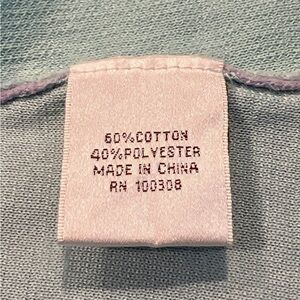 60%COTTON
40%POLYESTER
MADE IN CHINA
RN 100308